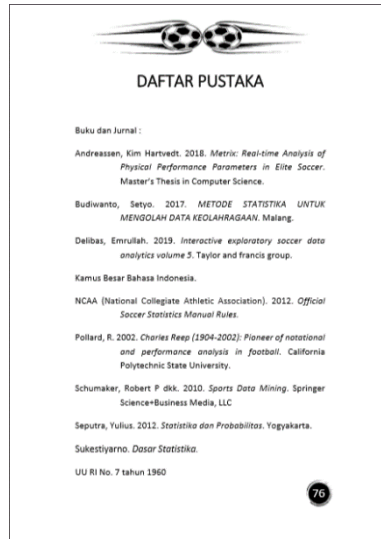 DAFTAR PUSTAKA
Buku dan Jurnal :
Andreassen, Kim Hartvedt. 2018. Metrix: Real-time Analysis of
Physical Performance Parameters in Elite Soccer.
Master's Thesis in Computer Science.
Budiwanto, Setyo. 2017. METODE STATISTIKA UNTUK
MENGOLAH DATA KEOLAHRAGAAN. Malang.
Delibas, Emrullah. 2019. Interactive exploratory soccer data
analytics volume 5. Taylor and francis group.
Kamus Besar Bahasa Indonesia.
NCAA (National Collegiate Athletic Association). 2012. Official
Soccer Statistics Manual Rules.
Pollard, R. 2002. Charles Reep (1904-2002): Pioneer of notational
and performance analysis in football. California
Polytechnic State University.
Schumaker, Robert P dkk. 2010. Sports Data Mining. Springer
Science+Business Media, LLC
Seputra, Yulius. 2012. Statistika dan Probabilitas. Yogyakarta.
Sukestiyarno. Dasar Statistika.
UU RI No. 7 tahun 1960
76